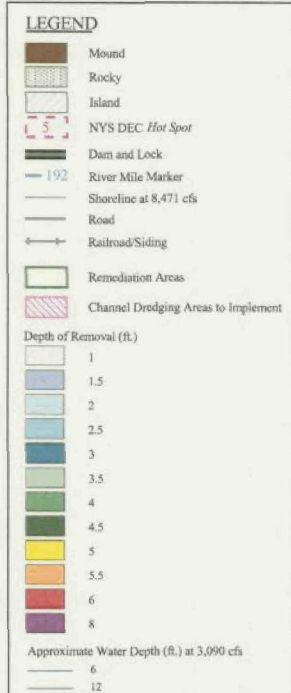 LEGEND
Mound
Rocky
Island
5 NYS DEC Hot Spot
Dam and Lock
192 River Mile Marker
Shoreline at 8,471 cfs
Road
Railroad/Siding
Remediation Areas
Channel Dredging Areas to Implement
Depth of Removal (ft.)
1
1.5
2
2.5
3
3.5
4
4.5
5
5.5
6
8
Approximate Water Depth (ft.) at 3,090 cfs
6
12